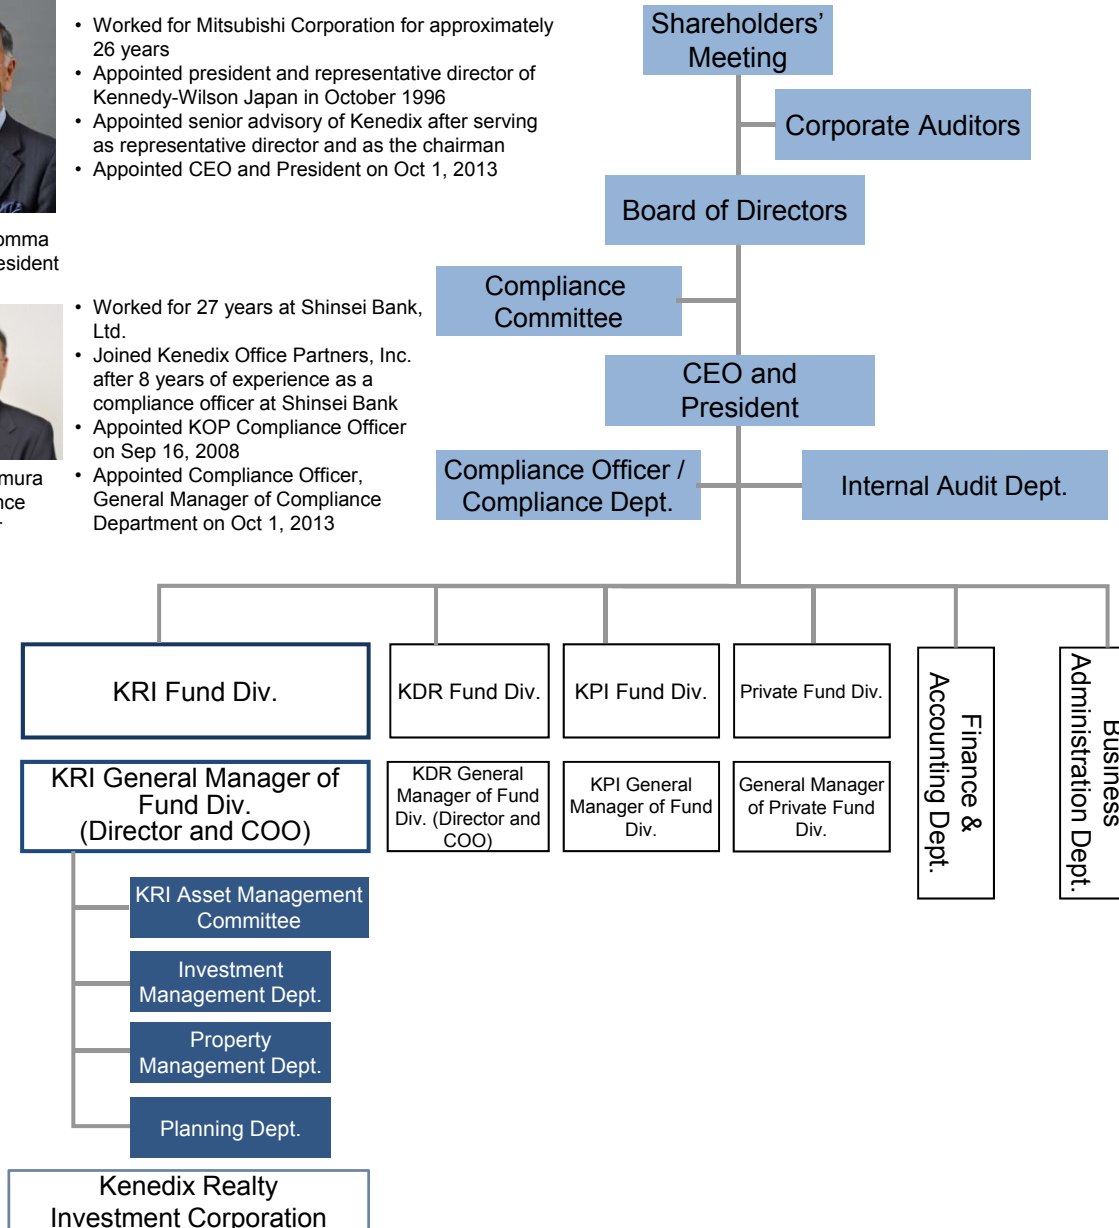 • Worked for Mitsubishi Corporation for approximately
26 years
• Appointed president and representative director of
Kennedy-Wilson Japan in October 1996
• Appointed senior advisory of Kenedix after serving
as representative director and as the chairman
• Appointed CEO and President on Oct 1, 2013
• Worked for 27 years at Shinsei Bank,
Ltd.
• Joined Kenedix Office Partners, Inc.
after 8 years of experience as a
compliance officer at Shinsei Bank
• Appointed KOP Compliance Officer
on Sep 16, 2008
• Appointed Compliance Officer,
General Manager of Compliance
Department on Oct 1, 2013
Shareholders'
Meeting
Corporate Auditors
Board of Directors
Compliance
Committee
CEO and
President
Compliance Officer /
Compliance Dept.
Internal Audit Dept.
KRI Fund Div.
KDR Fund Div.
KPI Fund Div.
Private Fund Div.
Finance &
Accounting Dept.
Business
Administration Dept.
KRI General Manager of
Fund Div.
(Director and COO)
KDR General
Manager of Fund
Div. (Director and
COO)
KPI General
Manager of Fund
Div.
General Manager
of Private Fund
Div.
KRI Asset Management
Committee
Investment
Management Dept.
Property
Management Dept.
Planning Dept.
Kenedix Realty
Investment Corporation